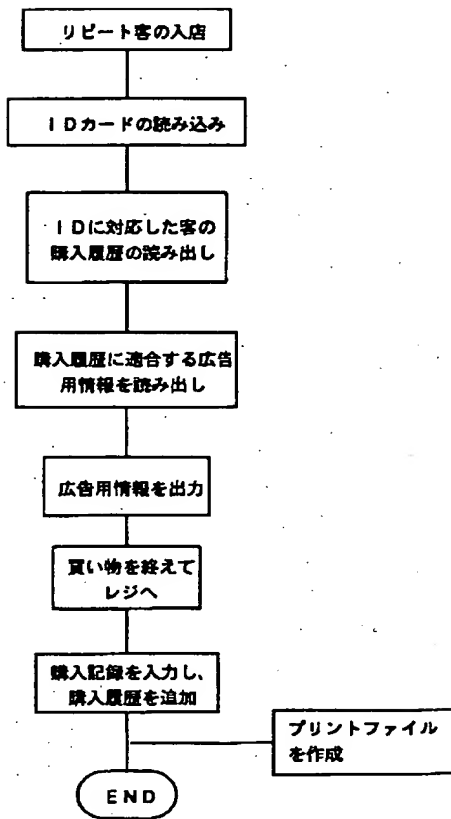 リピート客の入店
IDカードの読み込み
IDに対応した客の
購入履歴の読み出し
購入履歴に適合する広告
用情報を読み出し
広告用情報を出力
買い物を終えて
レジへ
購入記録を入力し、
購入履歴を追加
プリントファイル
を作成
END